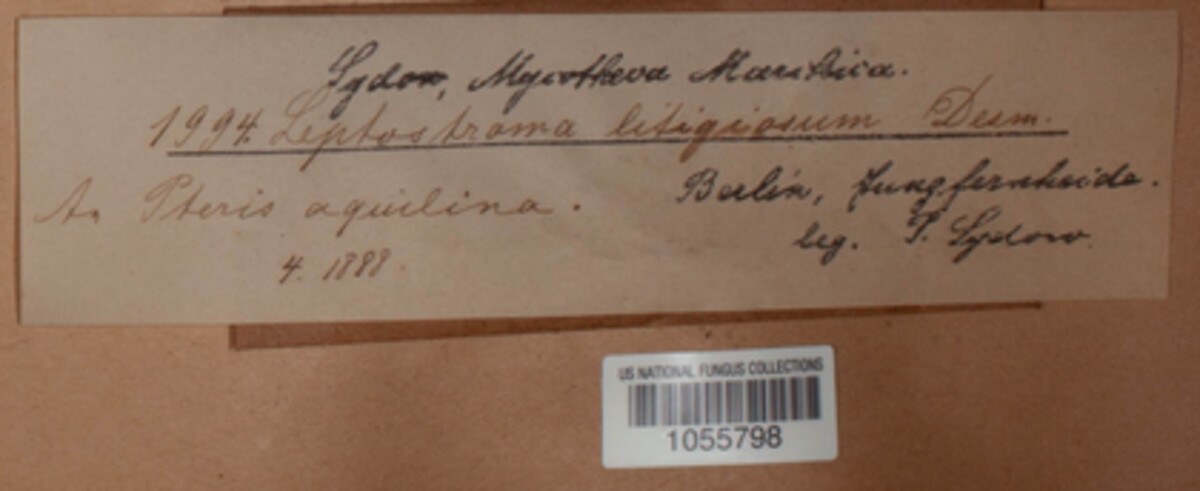 Sydow, Mycotheca Marchica.
1994. Leptostroma litigiosum Desm.
An Pteris aquilina.
4. 1888.
Berlin, Jungfernheide.
leg. P. Sydow.
US NATIONAL FUNGUS COLLECTIONS
1055798